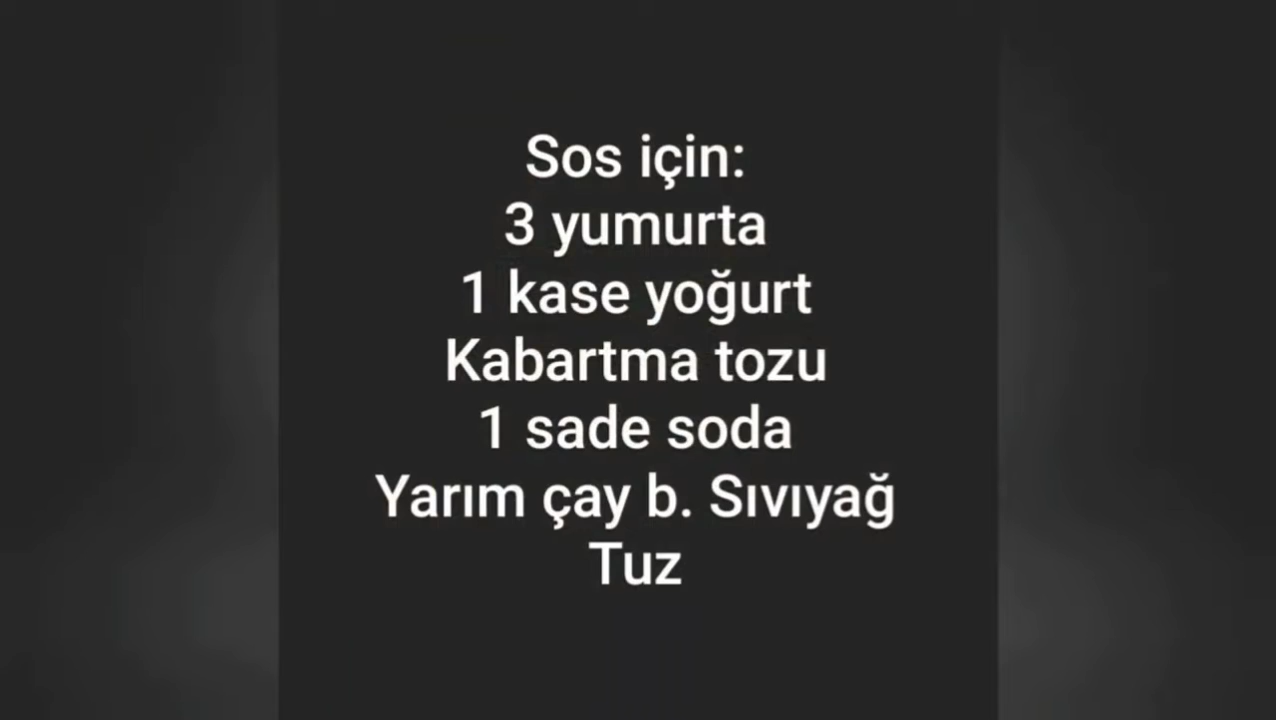 Sos için:
3 yumurta
1 kase yoğurt
Kabartma tozu
1 sade soda
Yarım çay b. Sıvıyağ
Tuz